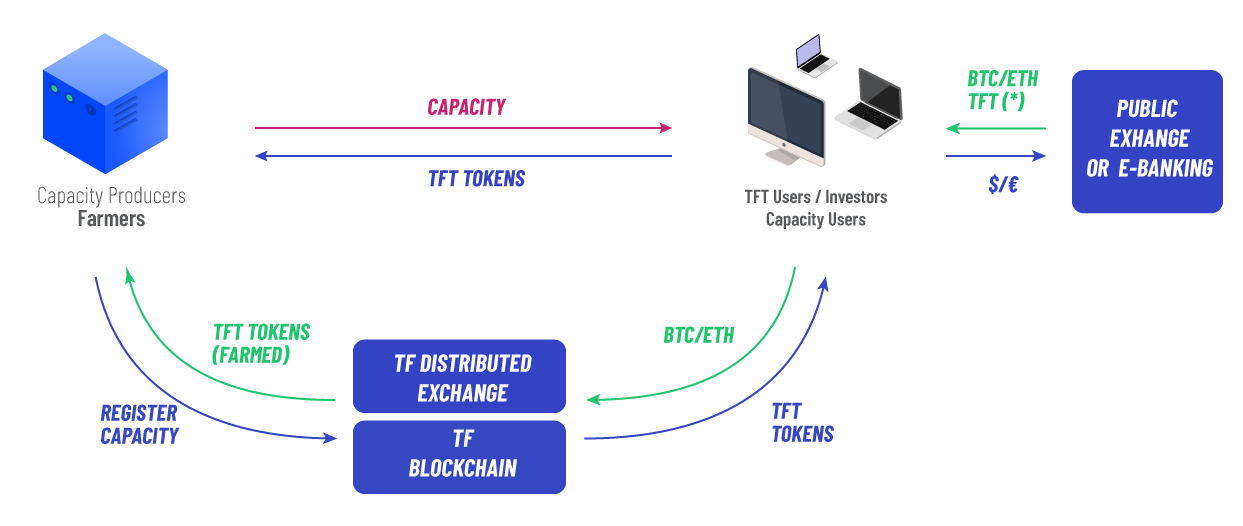 CAPACITY
TFT TOKENS
BTC/ETH
TFT (*)
$/€
PUBLIC
EXHANGE
OR E-BANKING
Capacity Producers
Farmers
TFT Users / Investors
Capacity Users
TFT TOKENS
(FARMED)
REGISTER
CAPACITY
TF DISTRIBUTED
EXCHANGE
TF
BLOCKCHAIN
BTC/ETH
TFT
TOKENS